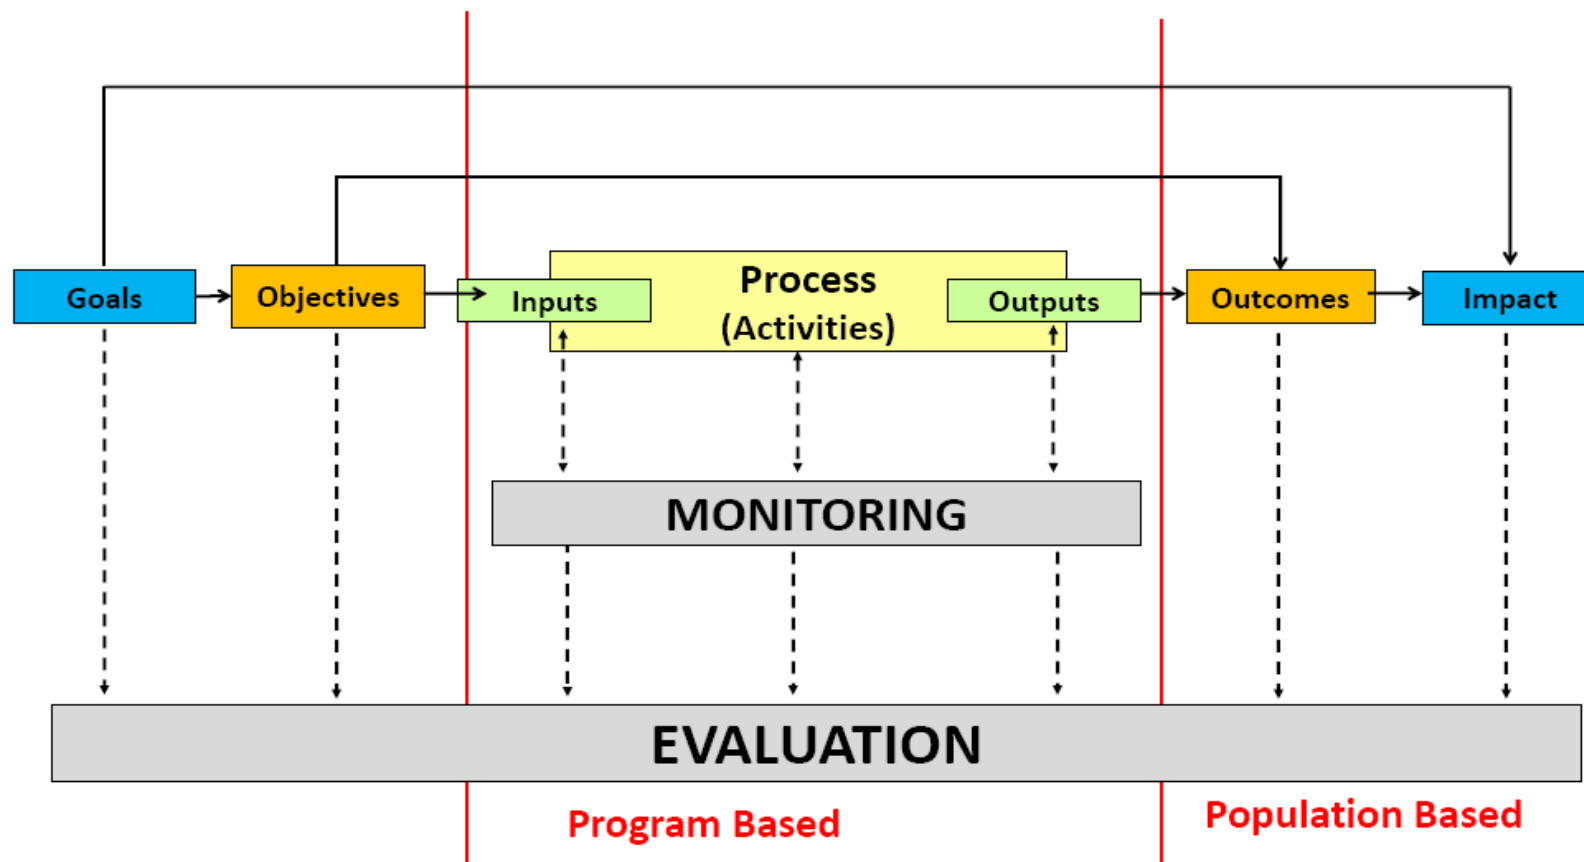 Goals
Objectives
Inputs
Process
(Activities)
Outputs
Outcomes
Impact
MONITORING
EVALUATION
Program Based
Population Based